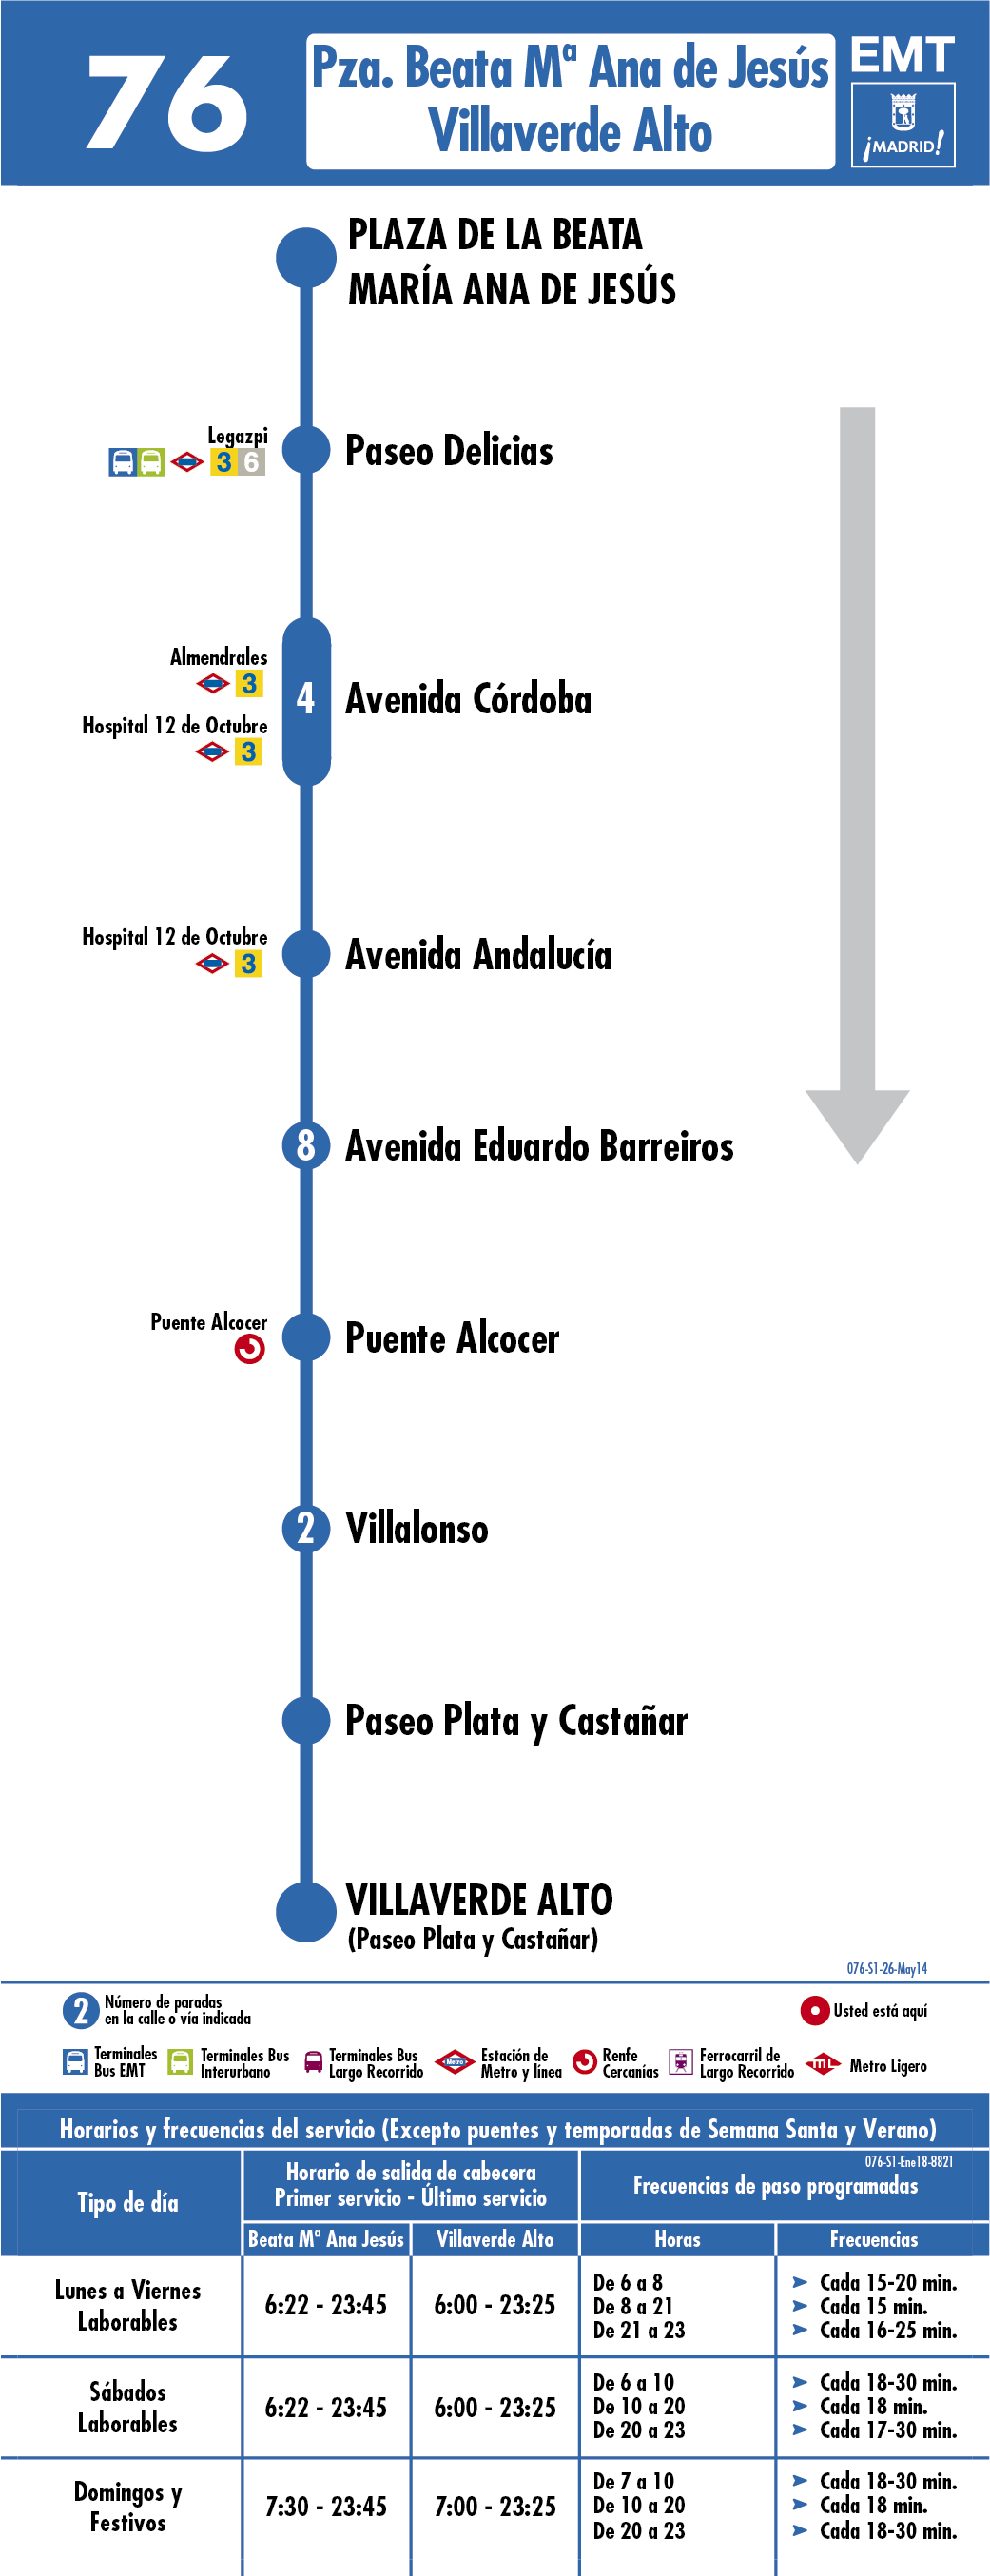 76
Pza. Beata Mª Ana de Jesús
Villaverde Alto
EMT
¡MADRID!
PLAZA DE LA BEATA
MARÍA ANA DE JESÚS
Legazpi
3 6
Paseo Delicias
Almendrales
3
Hospital 12 de Octubre
3
4
Avenida Córdoba
Hospital 12 de Octubre
3
Avenida Andalucía
8
Avenida Eduardo Barreiros
Puente Alcocer
Puente Alcocer
2
Villalonso
Paseo Plata y Castañar
VILLAVERDE ALTO
(Paseo Plata y Castañar)
076-S1-26-May14
2
Número de paradas
en la calle o vía indicada
Usted está aquí
Terminales
Bus EMT
Terminales Bus
Interurbano
Terminales Bus
Largo Recorrido
Metro
Estación de
Metro y línea
Renfe
Cercanías
Ferrocarril de
Largo Recorrido
ML
Metro Ligero
Horarios y frecuencias del servicio (Excepto puentes y temporadas de Semana Santa y Verano)
076-S1-Ene18-8821
Tipo de día
Horario de salida de cabecera
Primer servicio - Último servicio
Frecuencias de paso programadas
Beata Mª Ana Jesús
Villaverde Alto
Horas
Frecuencias
Lunes a Viernes
Laborables
6:22 - 23:45
6:00 - 23:25
De 6 a 8
Cada 15-20 min.
De 8 a 21
Cada 15 min.
De 21 a 23
Cada 16-25 min.
Sábados
Laborables
6:22 - 23:45
6:00 - 23:25
De 6 a 10
Cada 18-30 min.
De 10 a 20
Cada 18 min.
De 20 a 23
Cada 17-30 min.
Domingos y
Festivos
7:30 - 23:45
7:00 - 23:25
De 7 a 10
Cada 18-30 min.
De 10 a 20
Cada 18 min.
De 20 a 23
Cada 18-30 min.